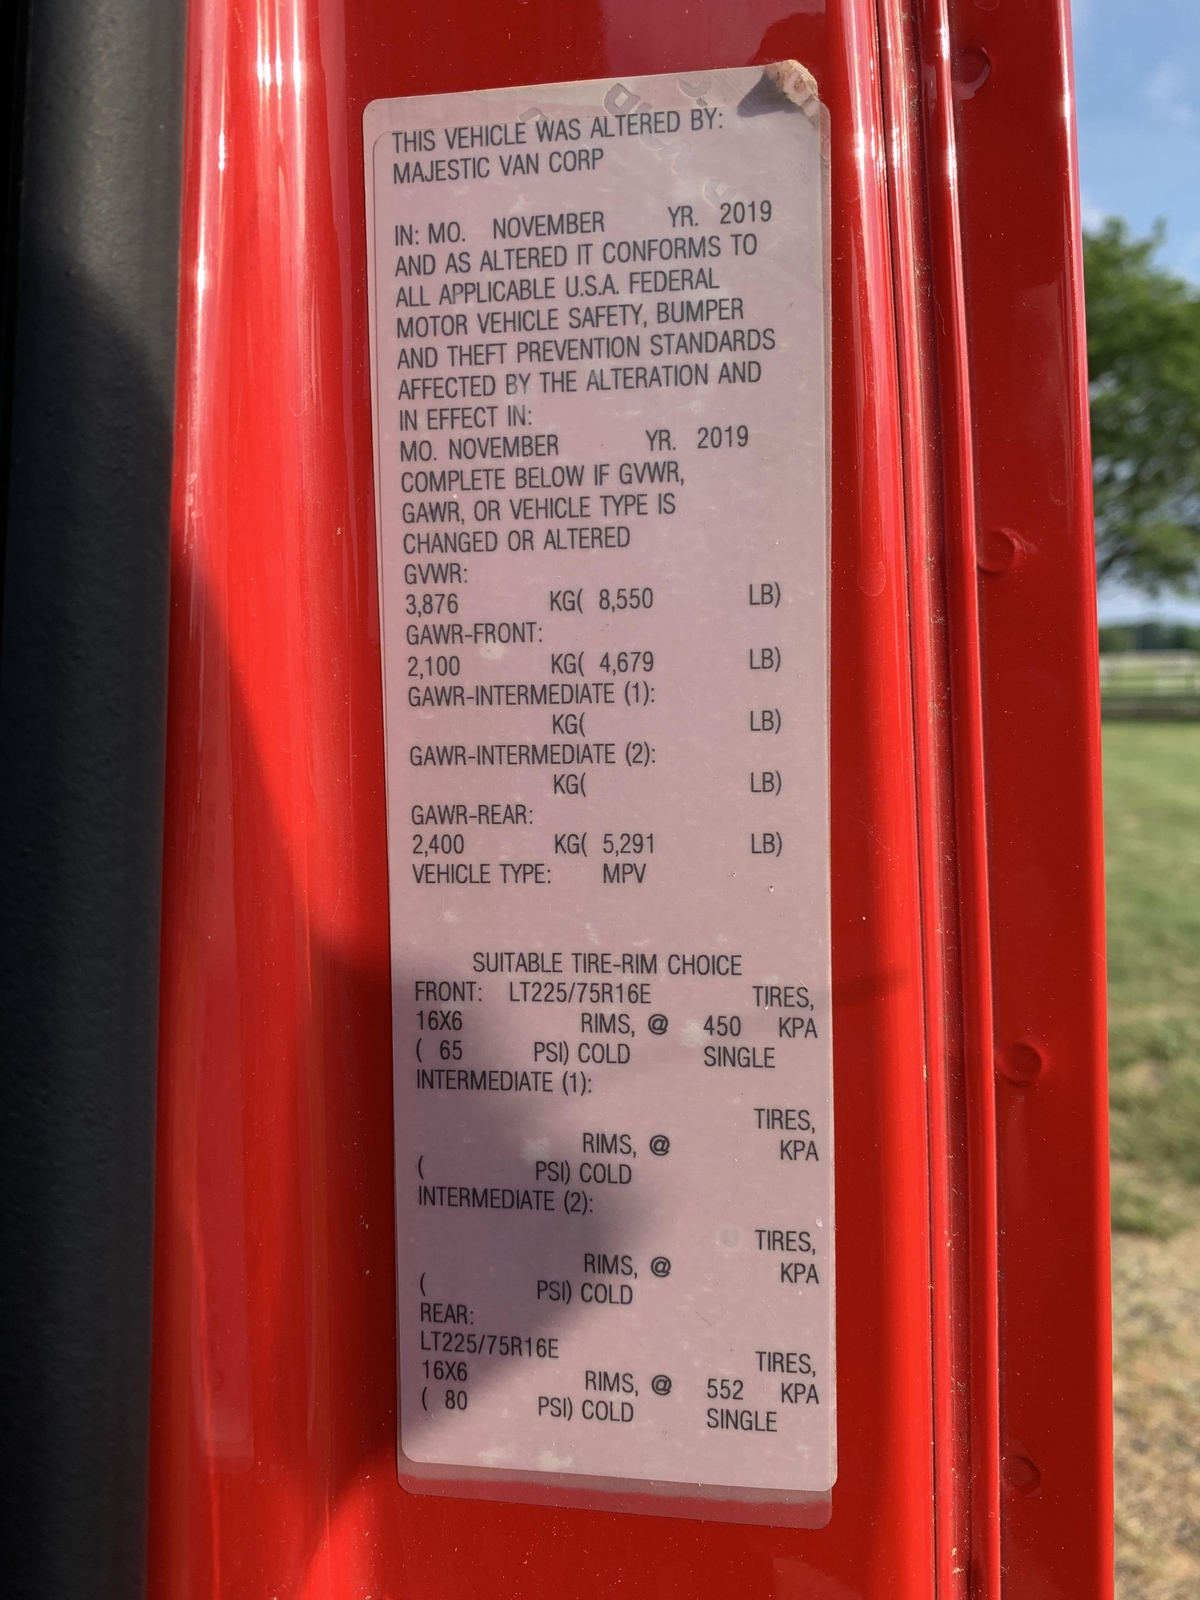 THIS VEHICLE WAS ALTERED BY:
MAJESTIC VAN CORP
IN: MO. NOVEMBER YR. 2019
AND AS ALTERED IT CONFORMS TO
ALL APPLICABLE U.S.A. FEDERAL
MOTOR VEHICLE SAFETY, BUMPER
AND THEFT PREVENTION STANDARDS
AFFECTED BY THE ALTERATION AND
IN EFFECT IN:
MO. NOVEMBER YR. 2019
COMPLETE BELOW IF GVWR,
GAWR, OR VEHICLE TYPE IS
CHANGED OR ALTERED
GVWR:
3,876 KG( 8,550 LB)
GAWR-FRONT:
2,100 KG( 4,679 LB)
GAWR-INTERMEDIATE (1):
KG( LB)
GAWR-INTERMEDIATE (2):
KG( LB)
GAWR-REAR:
2,400 KG( 5,291 LB)
VEHICLE TYPE: MPV
SUITABLE TIRE-RIM CHOICE
FRONT: LT225/75R16E TIRES,
16X6 RIMS, @ 450 KPA
( 65 PSI) COLD SINGLE
INTERMEDIATE (1):
TIRES,
RIMS, @ KPA
( PSI) COLD
INTERMEDIATE (2):
TIRES,
RIMS, @ KPA
( PSI) COLD
REAR:
LT225/75R16E TIRES,
16X6 RIMS, @ 552 KPA
( 80 PSI) COLD SINGLE